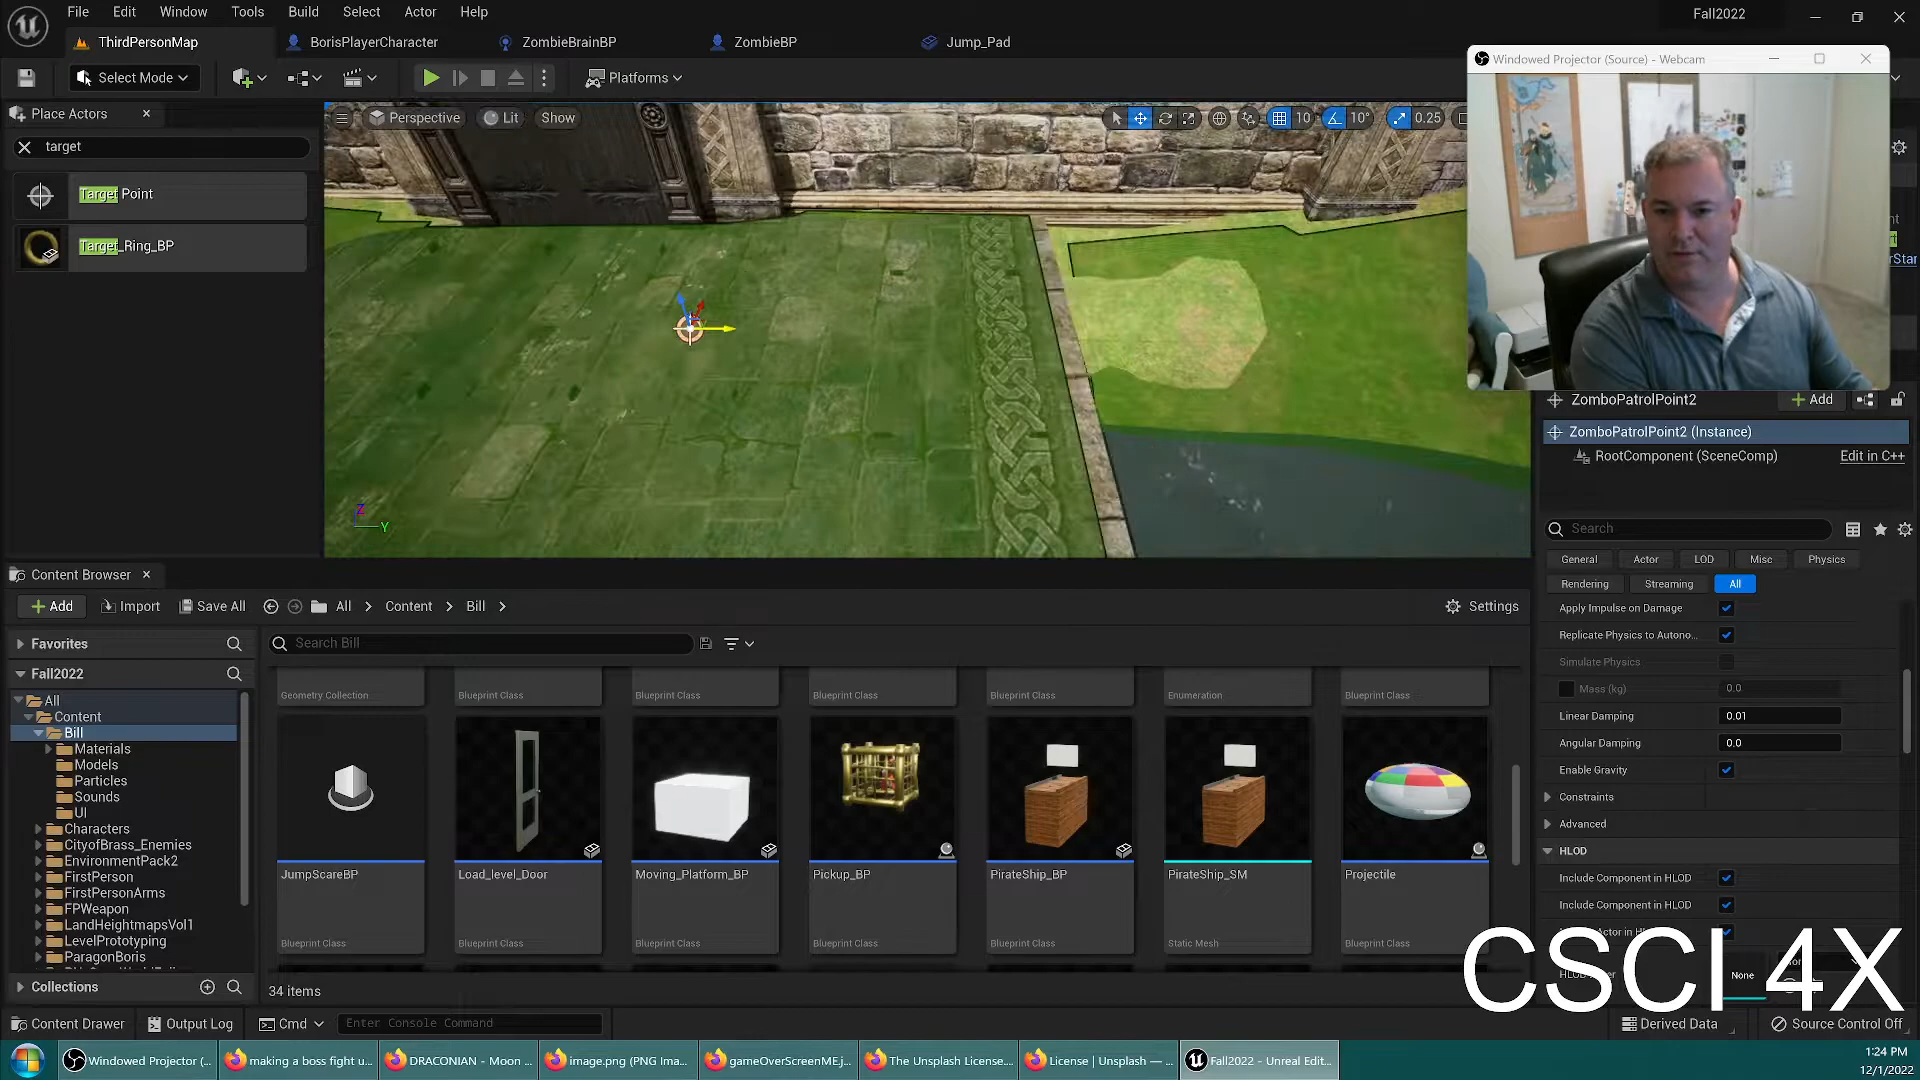 File Edit Window Tools Build Select Actor Help
Fall2022
ThirdPersonMap BorisPlayerCharacter ZombieBrainBP ZombieBP Jump_Pad
Select Mode Platforms
Windowed Projector (Source) - Webcam
Place Actors
Perspective Lit Show 10 10° 0.25
target
Target Point
Target_Ring_BP
Z
Y
ZomboPatrolPoint2 Add
ZomboPatrolPoint2 (Instance)
RootComponent (SceneComp) Edit in C++
Search
General Actor LOD Misc Physics
Rendering Streaming All
Apply Impulse on Damage
Replicate Physics to Autono...
Simulate Physics
Mass (kg) 0.0
Linear Damping 0.01
Angular Damping 0.0
Enable Gravity
Constraints
Advanced
HLOD
Include Component in HLOD
Include Component in HLOD
None
CSCI 4X
Content Browser
Add Import Save All All Content Bill Settings
Favorites
Search Bill
Fall2022
All
Content
Bill
Materials
Models
Particles
Sounds
UI
Characters
CityofBrass_Enemies
EnvironmentPack2
FirstPerson
FirstPersonArms
FPWeapon
LandHeightmapsVol1
LevelPrototyping
ParagonBoris
Collections
Geometry Collection Blueprint Class Blueprint Class Blueprint Class Blueprint Class Enumeration Blueprint Class
JumpScareBP Load_level_Door Moving_Platform_BP Pickup_BP PirateShip_BP PirateShip_SM Projectile
Blueprint Class Blueprint Class Blueprint Class Blueprint Class Blueprint Class Static Mesh Blueprint Class
34 items
Content Drawer Output Log Cmd Enter Console Command Derived Data Source Control Off
Windowed Projector (... making a boss fight u... DRACONIAN - Moon ... image.png (PNG Ima... gameOverScreenME.j... The Unsplash License... License | Unsplash — ... Fall2022 - Unreal Edit...
1:24 PM
12/1/2022